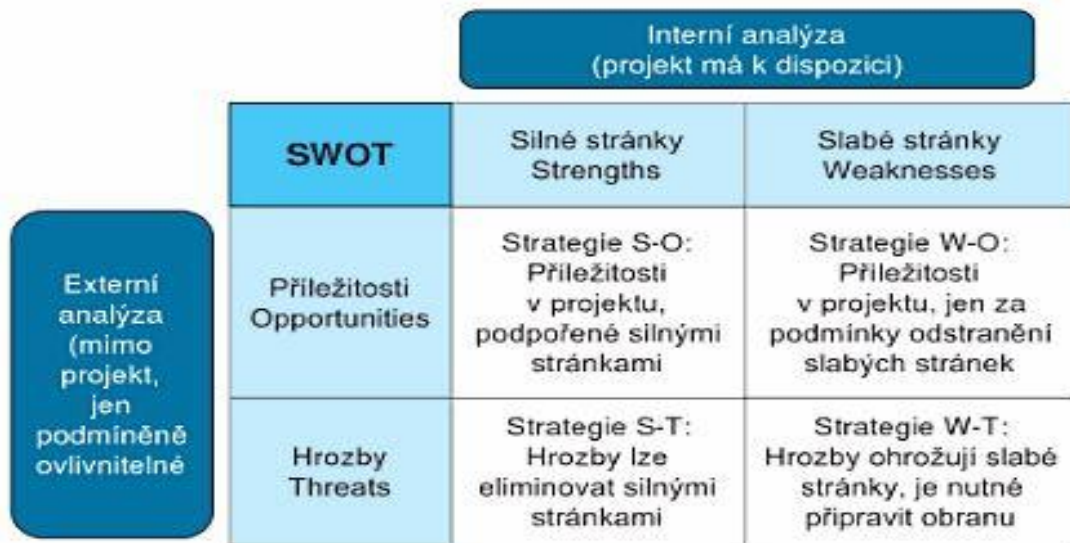 Interní analýza
(projekt má k dispozici)
SWOT
Silné stránky
Strengths
Slabé stránky
Weaknesses
Externí
analýza
(mimo
projekt,
jen
podmíněně
ovlivnitelné
Příležitosti
Opportunities
Strategie S-O:
Příležitosti
v projektu,
podpořené silnými
stránkami
Strategie W-O:
Příležitosti
v projektu, jen za
podmínky odstranění
slabých stránek
Hrozby
Threats
Strategie S-T:
Hrozby lze
eliminovat silnými
stránkami
Strategie W-T:
Hrozby ohrožují slabé
stránky, je nutné
připravit obranu